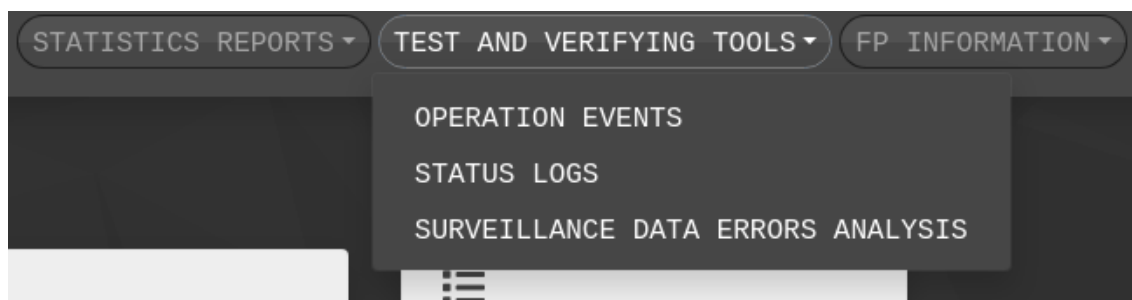 STATISTICS REPORTS TEST AND VERIFYING TOOLS FP INFORMATION
OPERATION EVENTS
STATUS LOGS
SURVEILLANCE DATA ERRORS ANALYSIS